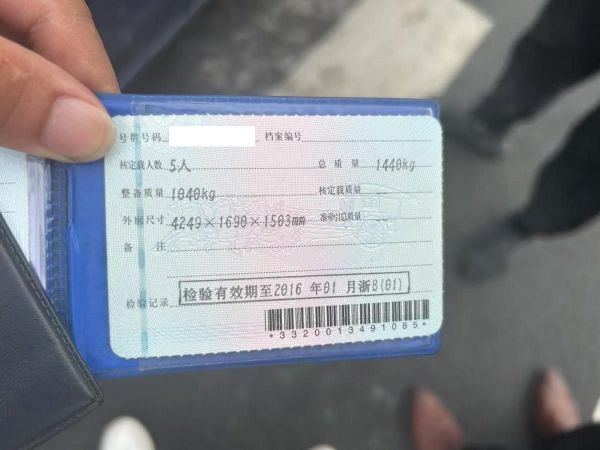 号牌号码 档案编号
核定载人数 5人 总质量 1440kg
整备质量 1040kg 核定载质量
外廓尺寸 4249×1690×1503mm 准牵引总质量
备注
检验记录 检验有效期至2016年01月浙B(01)
*3320013491085*